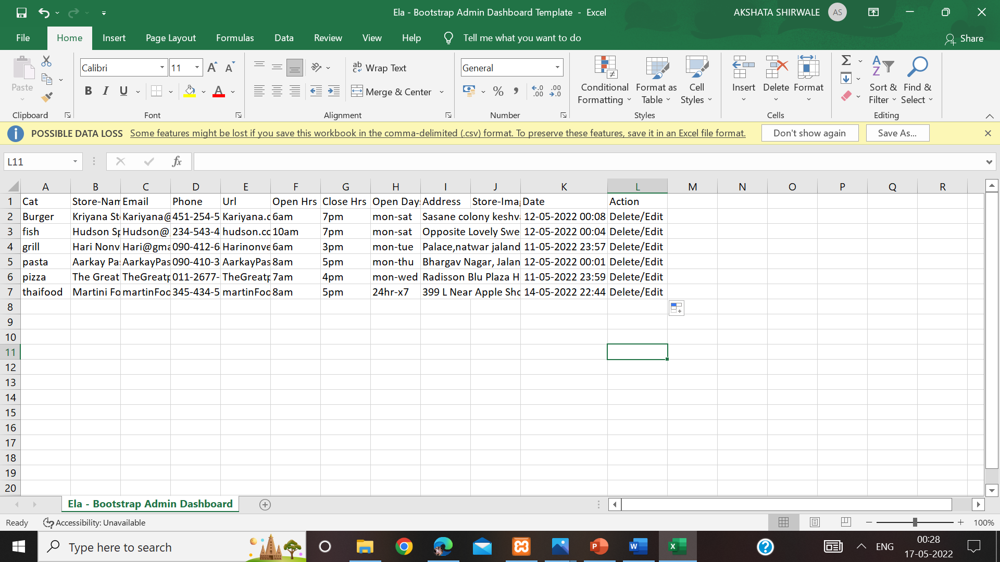 Ela - Bootstrap Admin Dashboard Template - Excel
AKSHATA SHIRWALE AS
File Home Insert Page Layout Formulas Data Review View Help Tell me what you want to do Share
Paste
Clipboard
Calibri 11
B I U
Font
Wrap Text
Merge & Center
Alignment
General
Number
Conditional Formatting
Format as Table
Cell Styles
Styles
Insert Delete Format
Cells
Sort & Filter
Find & Select
Editing
POSSIBLE DATA LOSS Some features might be lost if you save this workbook in the comma-delimited (.csv) format. To preserve these features, save it in an Excel file format. Don't show again Save As...
L11 fx
A B C D E F G H I J K L M N O P Q R
1 Cat Store-Nam Email Phone Url Open Hrs Close Hrs Open Days Address Store-Imag Date Action
2 Burger Kriyana Sto Kariyana@ 451-254-5 Kariyana.c 6am 7pm mon-sat Sasane colony keshv 12-05-2022 00:08 Delete/Edit
3 fish Hudson Sp Hudson@ 234-543-4 hudson.co 10am 7pm mon-sat Opposite Lovely Swe 12-05-2022 00:04 Delete/Edit
4 grill Hari Nonv Hari@gma 090-412-6 Harinonve 6am 3pm mon-tue Palace,natwar jaland 11-05-2022 23:57 Delete/Edit
5 pasta Aarkay Pas AarkayPas 090-410-3 AarkayPas 8am 5pm mon-thu Bhargav Nagar, Jalan 12-05-2022 00:01 Delete/Edit
6 pizza The Great TheGreatp 011-2677- TheGreatp 7am 4pm mon-wed Radisson Blu Plaza H 11-05-2022 23:59 Delete/Edit
7 thaifood Martini Fo martinFoo 345-434-5 martinFoo 8am 5pm 24hr-x7 399 L Near Apple Sho 14-05-2022 22:44 Delete/Edit
8
9
10
11
12
13
14
15
16
17
18
19
20
Ela - Bootstrap Admin Dashboard
Ready Accessibility: Unavailable 100%
Type here to search ENG 00:28
17-05-2022